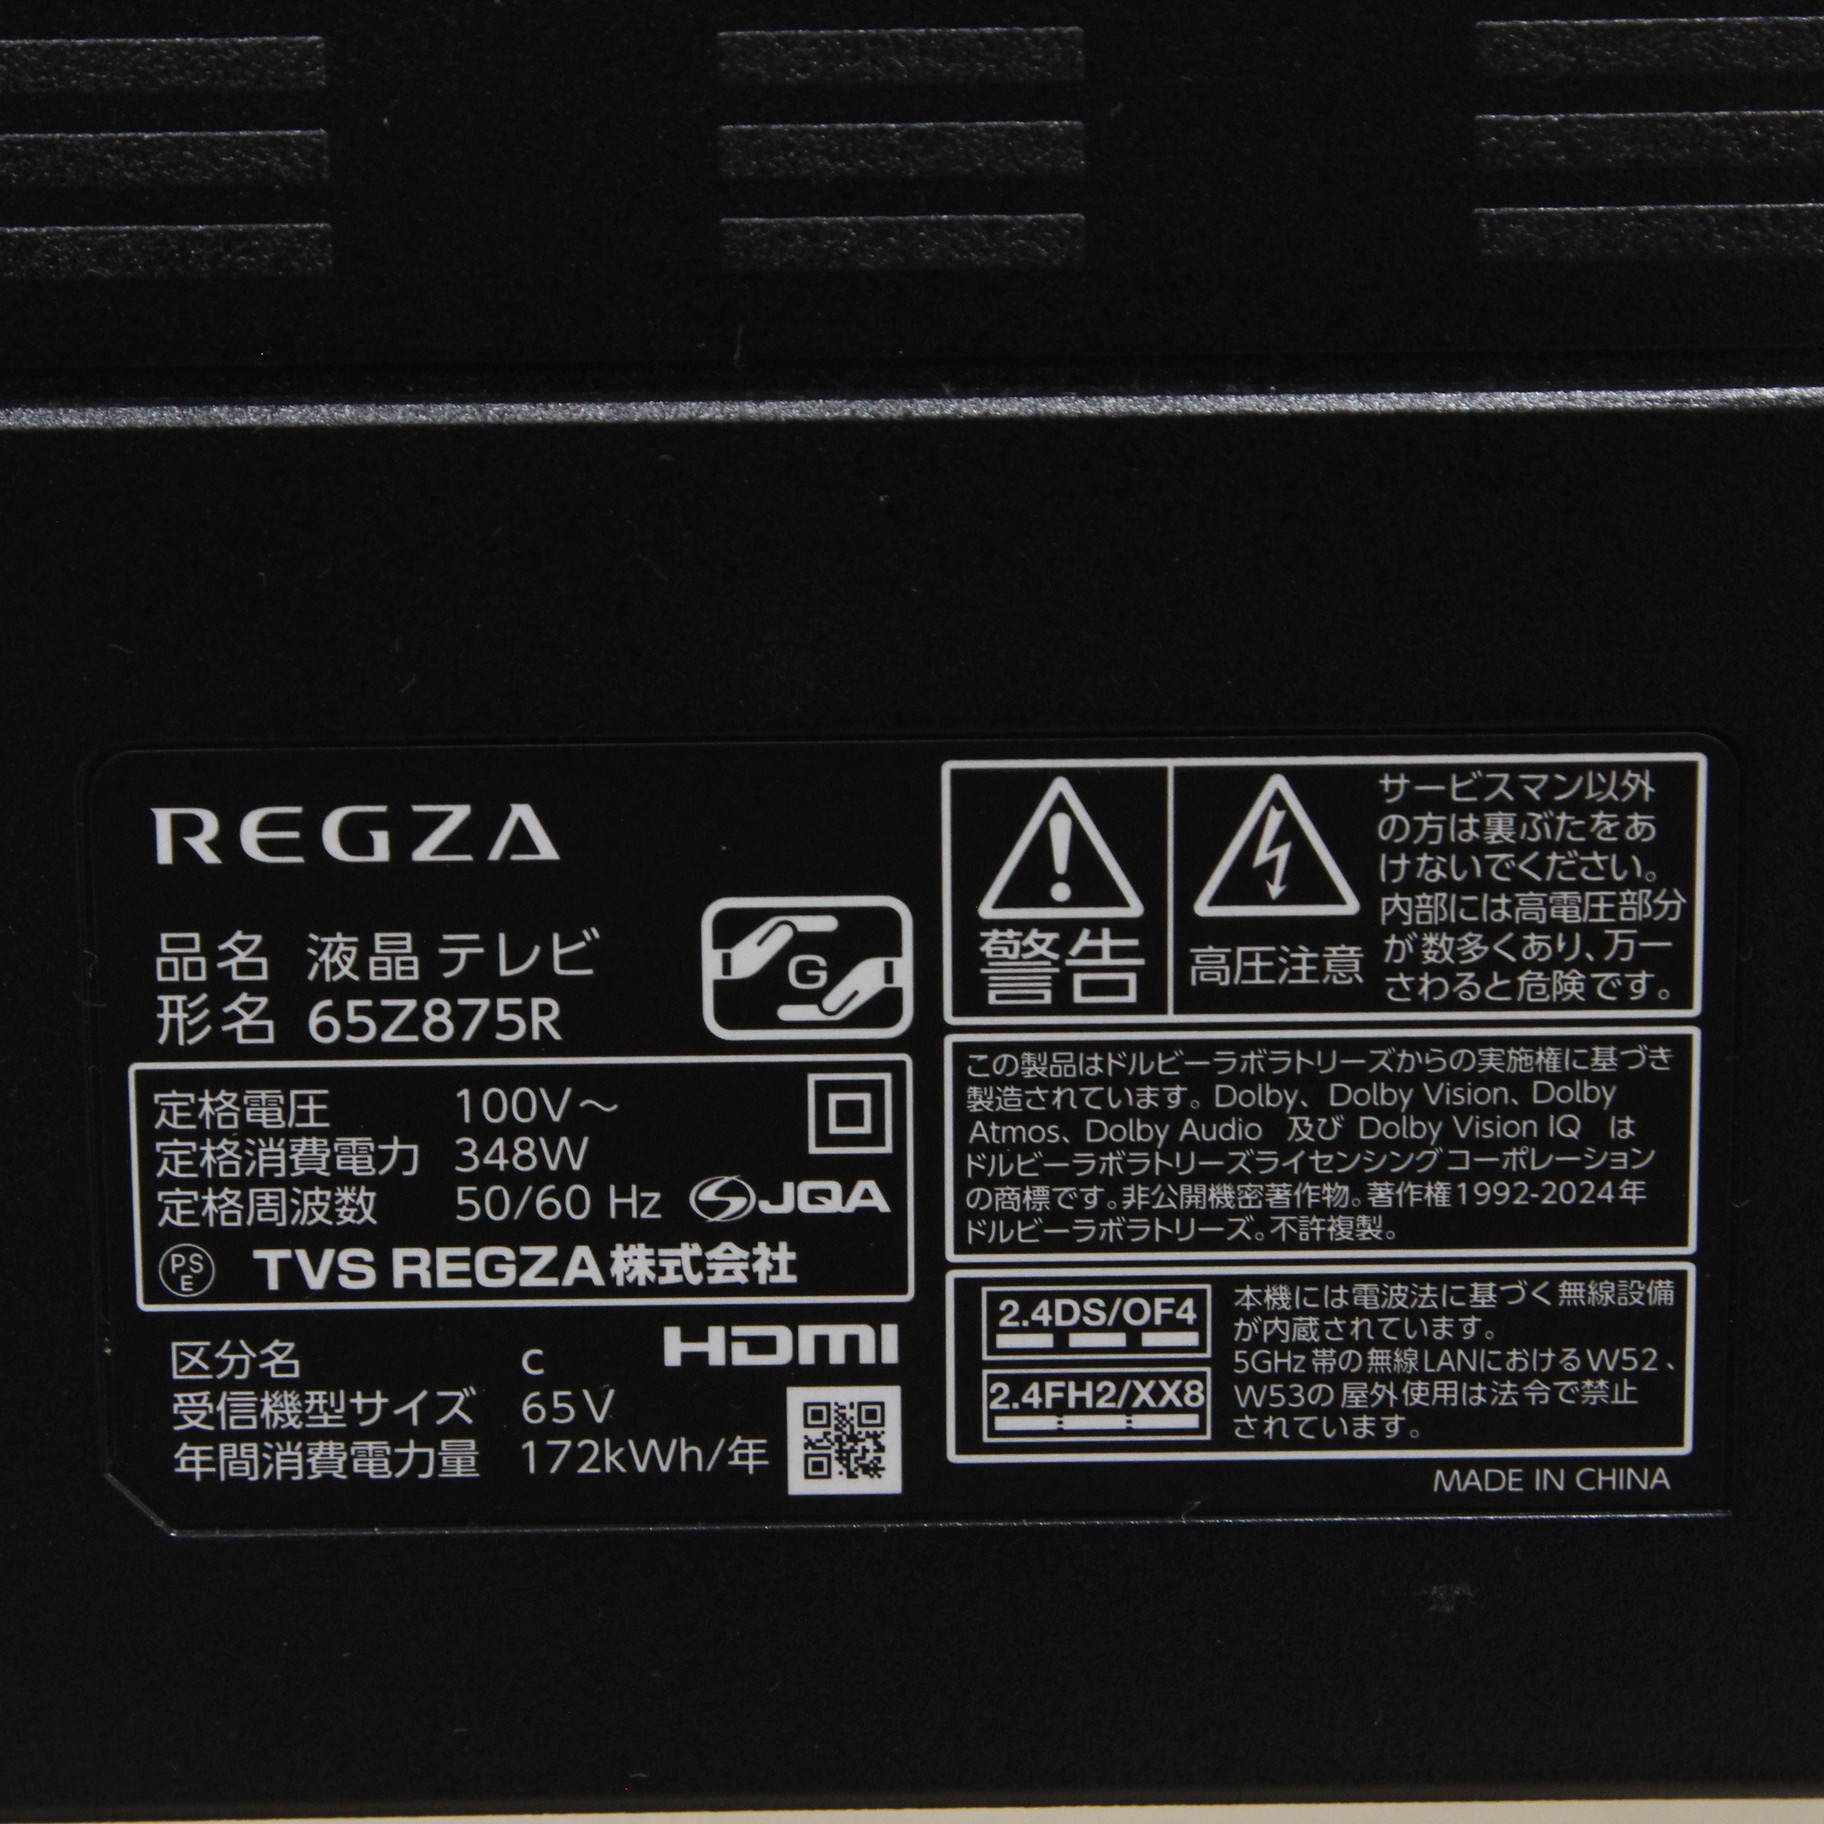 REGZA
品名 液晶テレビ
形名 65Z875R
G
定格電圧 100V～
定格消費電力 348W
定格周波数 50/60 Hz
JQA
PS
E
TVS REGZA株式会社
区分名 c
HDMI
受信機型サイズ 65V
年間消費電力量 172kWh/年
警告
高圧注意
サービスマン以外
の方は裏ぶたをあ
けないでください。
内部には高電圧部分
が数多くあり、万一
さわると危険です。
この製品はドルビーラボラトリーズからの実施権に基づき
製造されています。Dolby、Dolby Vision、Dolby
Atmos、Dolby Audio 及び Dolby Vision IQ は
ドルビーラボラトリーズライセンシングコーポレーション
の商標です。非公開機密著作物。著作権1992-2024年
ドルビーラボラトリーズ。不許複製。
2.4DS/OF4
2.4FH2/XX8
本機には電波法に基づく無線設備
が内蔵されています。
5GHz帯の無線LANにおけるW52、
W53の屋外使用は法令で禁止
されています。
MADE IN CHINA